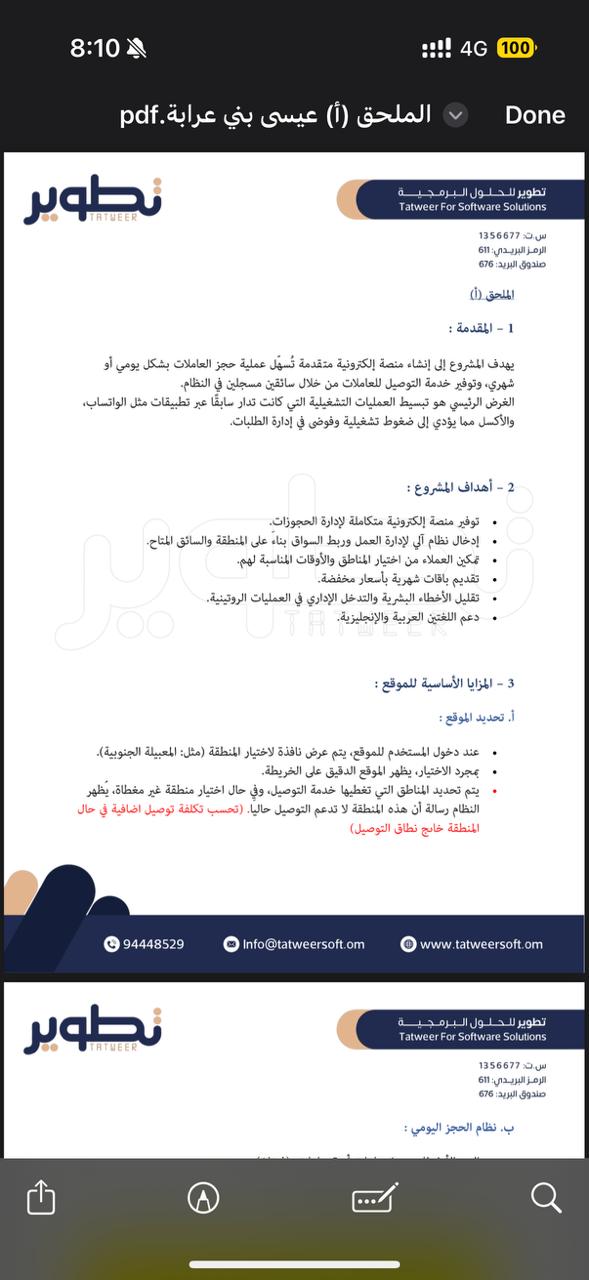 8:10
4G
100
الملحق (أ) عيسى بني عرابة.pdf
Done
تطوير
TATWEER
تطوير للحلول البرمجية
Tatweer For Software Solutions
س.ت: 1356677
الرمز البريدي: 611
صندوق البريد: 676
الملحق (أ)
1 - المقدمة :
يهدف المشروع إلى إنشاء منصة إلكترونية متقدمة تُسهّل عملية حجز العاملات بشكل يومي أو
شهري، وتوفير خدمة التوصيل للعاملات من خلال سائقين مسجلين في النظام.
الغرض الرئيسي هو تبسيط العمليات التشغيلية التي كانت تدار سابقًا عبر تطبيقات مثل الواتساب،
والأكسل مما يؤدي إلى ضغوط تشغيلية وفوضى في إدارة الطلبات.
2 - أهداف المشروع :
• توفير منصة إلكترونية متكاملة لإدارة الحجوزات.
• إدخال نظام آلي لإدارة العمل وربط السواق بناءً على المنطقة والسائق المتاح.
• تمكين العملاء من اختيار المناطق والأوقات المناسبة لهم.
• تقديم باقات شهرية بأسعار مخفضة.
• تقليل الأخطاء البشرية والتدخل الإداري في العمليات الروتينية.
• دعم اللغتين العربية والإنجليزية.
تطوير
TATWEER
3 - المزايا الأساسية للموقع :
أ. تحديد الموقع :
• عند دخول المستخدم للموقع، يتم عرض نافذة لاختيار المنطقة (مثل: المعبيلة الجنوبية).
• بمجرد الاختيار، يظهر الموقع الدقيق على الخريطة.
• يتم تحديد المناطق التي تغطيها خدمة التوصيل، وفي حال اختيار منطقة غير مغطاة، يُظهر
النظام رسالة أن هذه المنطقة لا تدعم التوصيل حاليًا. (تحسب تكلفة توصيل اضافية في حال
المنطقة خارج نطاق التوصيل)
94448529
Info@tatweersoft.om
www.tatweersoft.om
تطوير
TATWEER
تطوير للحلول البرمجية
Tatweer For Software Solutions
س.ت: 1356677
الرمز البريدي: 611
صندوق البريد: 676
ب. نظام الحجز اليومي :